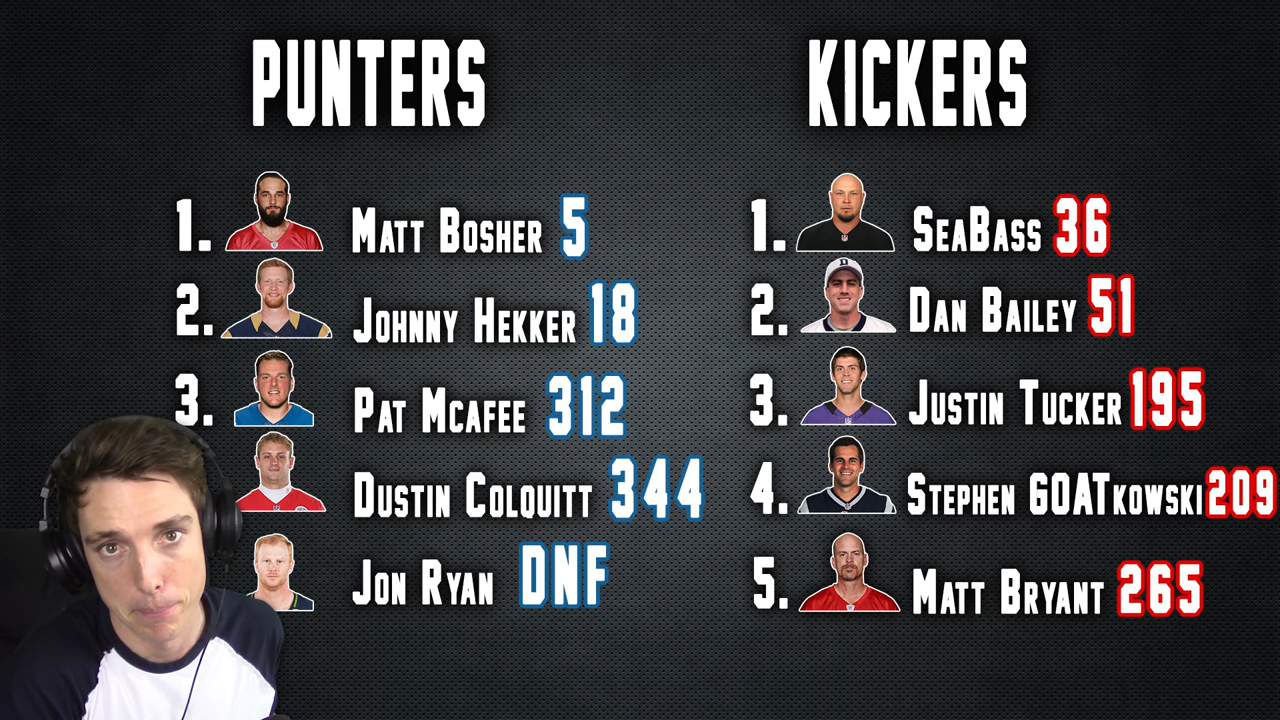 PUNTERS
1. MATT BOSHER 5
2. JOHNNY HEKKER 18
3. PAT MCAFEE 312
DUSTIN COLQUITT 344
JON RYAN DNF
KICKERS
1. SEABASS 36
2. DAN BAILEY 51
3. JUSTIN TUCKER 195
4. STEPHEN GOATKOWSKI 209
5. MATT BRYANT 265